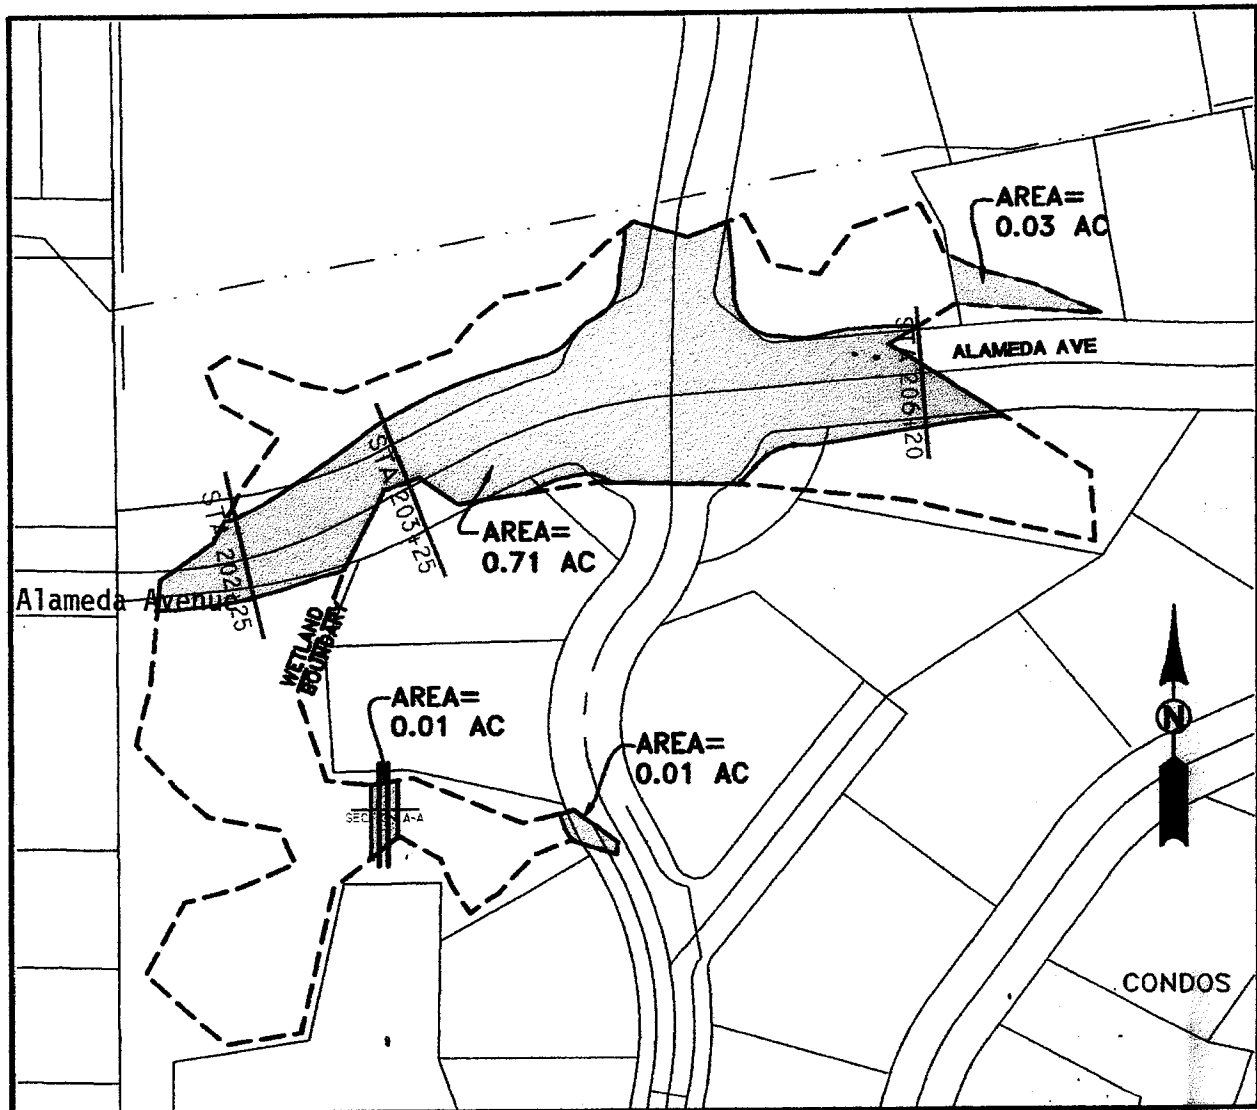 AREA=
0.03 AC
ALAMEDA AVE
STA 206+20
STA 203+25
STA 202+25
AREA=
0.71 AC
Alameda Avenue
WETLAND
BOUNDARY
AREA=
0.01 AC
AREA=
0.01 AC
N
A-A
CONDOS